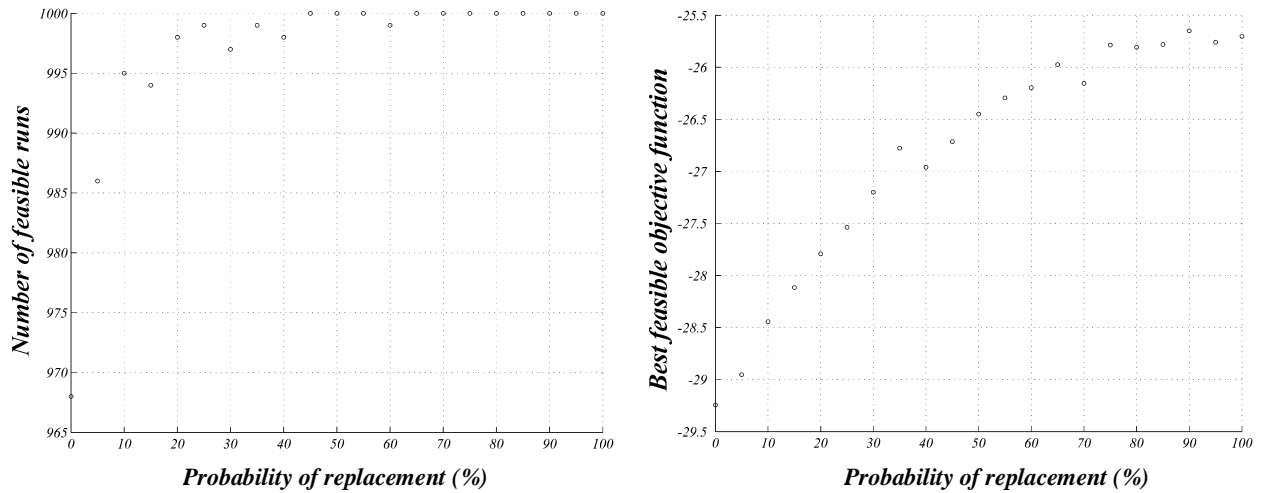 1000
995
990
985
980
975
970
965
Number of feasible runs
0 10 20 30 40 50 60 70 80 90 100
Probability of replacement (%)
-25.5
-26
-26.5
-27
-27.5
-28
-28.5
-29
-29.5
Best feasible objective function
0 10 20 30 40 50 60 70 80 90 100
Probability of replacement (%)